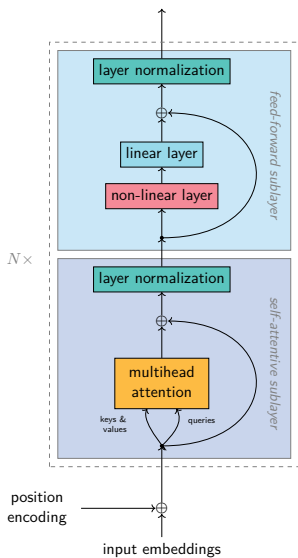 layer normalization
feed-forward sublayer
⊕
linear layer
non-linear layer
N×
layer normalization
self-attentive sublayer
⊕
multihead
attention
keys &
values
queries
position
encoding
⊕
input embeddings